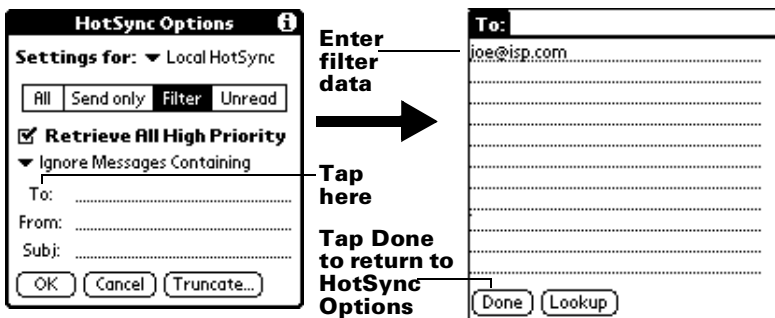 HotSync Options i
Settings for: Local HotSync
All Send only Filter Unread
Retrieve All High Priority
Ignore Messages Containing
To:
From:
Subj:
OK Cancel Truncate...
Enter
filter
data
Tap
here
Tap Done
to return to
HotSync
Options
To:
joe@isp.com
Done Lookup